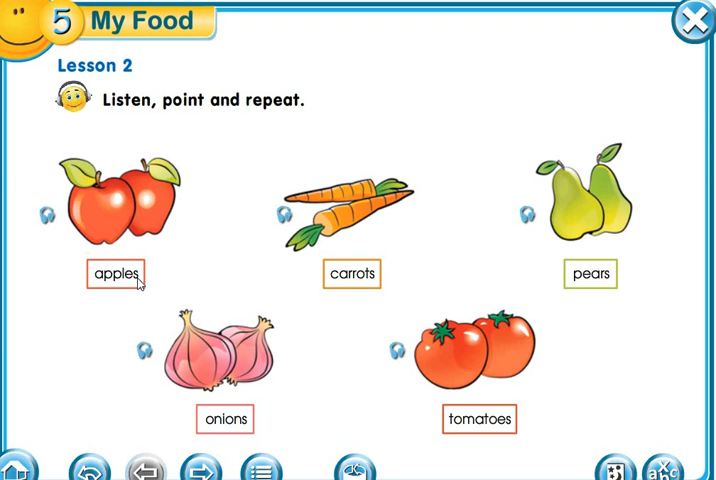 5 My Food
Lesson 2
Listen, point and repeat.
apples
carrots
pears
onions
tomatoes